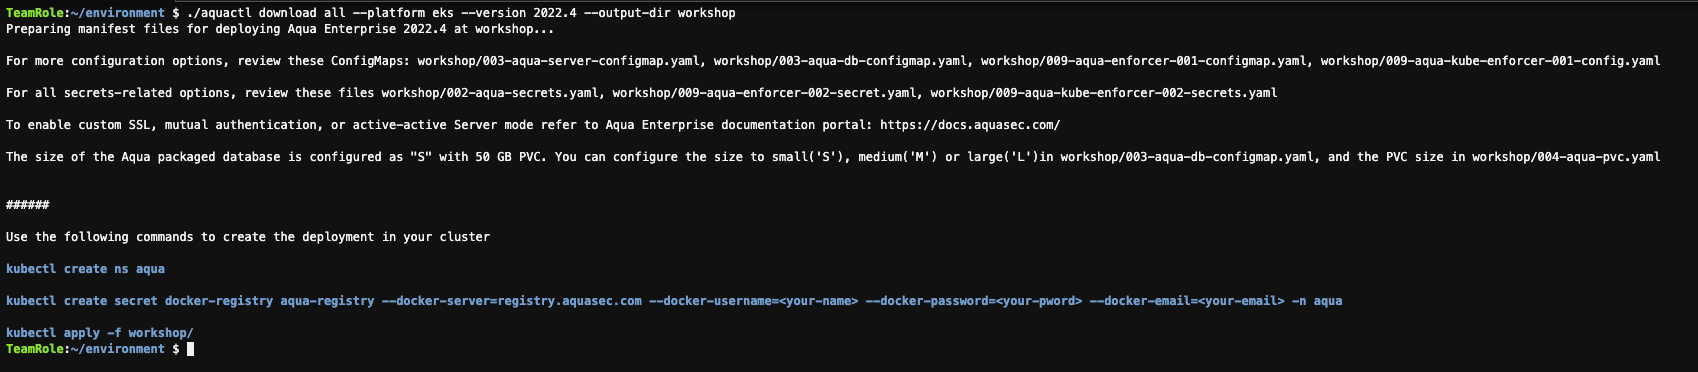 TeamRole:~/environment $ ./aquactl download all --platform eks --version 2022.4 --output-dir workshop
Preparing manifest files for deploying Aqua Enterprise 2022.4 at workshop...
For more configuration options, review these ConfigMaps: workshop/003-aqua-server-configmap.yaml, workshop/003-aqua-db-configmap.yaml, workshop/009-aqua-enforcer-001-configmap.yaml, workshop/009-aqua-kube-enforcer-001-config.yaml
For all secrets-related options, review these files workshop/002-aqua-secrets.yaml, workshop/009-aqua-enforcer-002-secret.yaml, workshop/009-aqua-kube-enforcer-002-secrets.yaml
To enable custom SSL, mutual authentication, or active-active Server mode refer to Aqua Enterprise documentation portal: https://docs.aquasec.com/
The size of the Aqua packaged database is configured as "S" with 50 GB PVC. You can configure the size to small('S'), medium('M') or large('L')in workshop/003-aqua-db-configmap.yaml, and the PVC size in workshop/004-aqua-pvc.yaml
######
Use the following commands to create the deployment in your cluster
kubectl create ns aqua
kubectl create secret docker-registry aqua-registry --docker-server=registry.aquasec.com --docker-username=<your-name> --docker-password=<your-pword> --docker-email=<your-email> -n aqua
kubectl apply -f workshop/
TeamRole:~/environment $